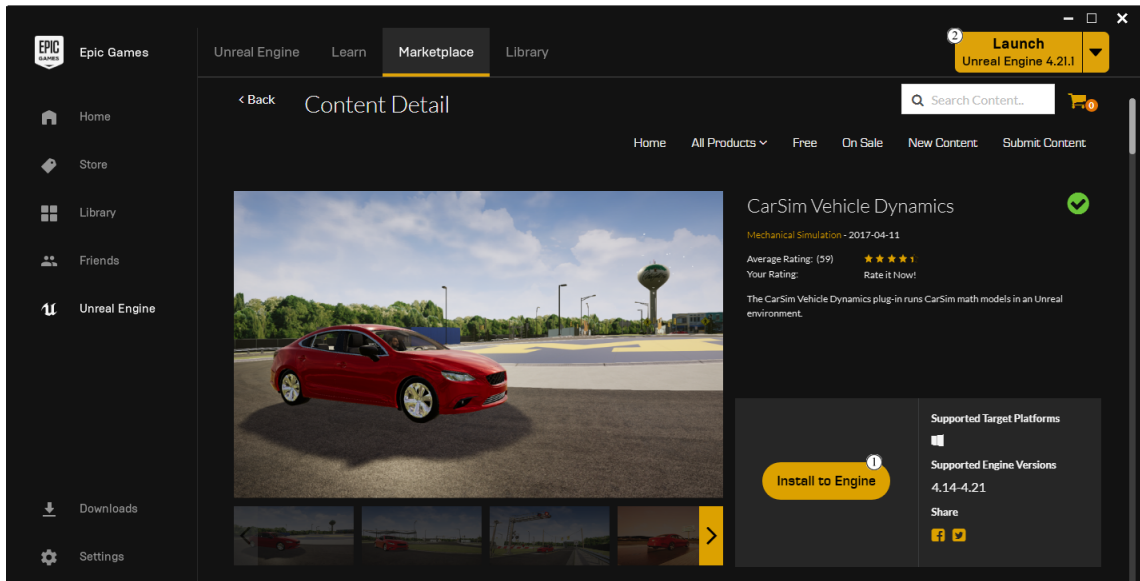 EPIC
GAMES
Epic Games
Unreal Engine
Learn
Marketplace
Library
2
Launch
Unreal Engine 4.21.1
Home
Store
Library
Friends
Unreal Engine
Downloads
Settings
< Back
Content Detail
Search Content..
0
Home
All Products
Free
On Sale
New Content
Submit Content
CarSim Vehicle Dynamics
Mechanical Simulation - 2017-04-11
Average Rating: (59)
Your Rating: Rate it Now!
The CarSim Vehicle Dynamics plug-in runs CarSim math models in an Unreal
environment.
1
Install to Engine
Supported Target Platforms
Supported Engine Versions
4.14-4.21
Share